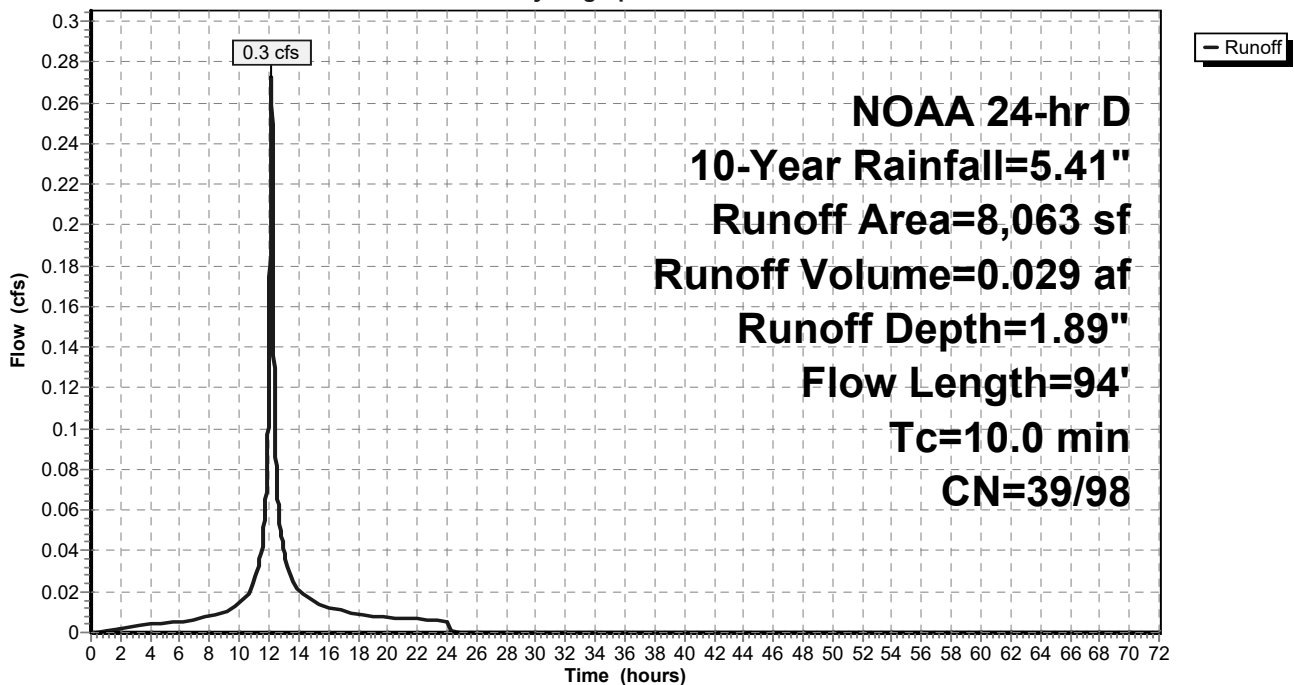 0.3 cfs
Runoff
NOAA 24-hr D
10-Year Rainfall=5.41"
Runoff Area=8,063 sf
Runoff Volume=0.029 af
Runoff Depth=1.89"
Flow Length=94'
Tc=10.0 min
CN=39/98
Flow (cfs)
0.3
0.28
0.26
0.24
0.22
0.2
0.18
0.16
0.14
0.12
0.1
0.08
0.06
0.04
0.02
0
0 2 4 6 8 10 12 14 16 18 20 22 24 26 28 30 32 34 36 38 40 42 44 46 48 50 52 54 56 58 60 62 64 66 68 70 72
Time (hours)